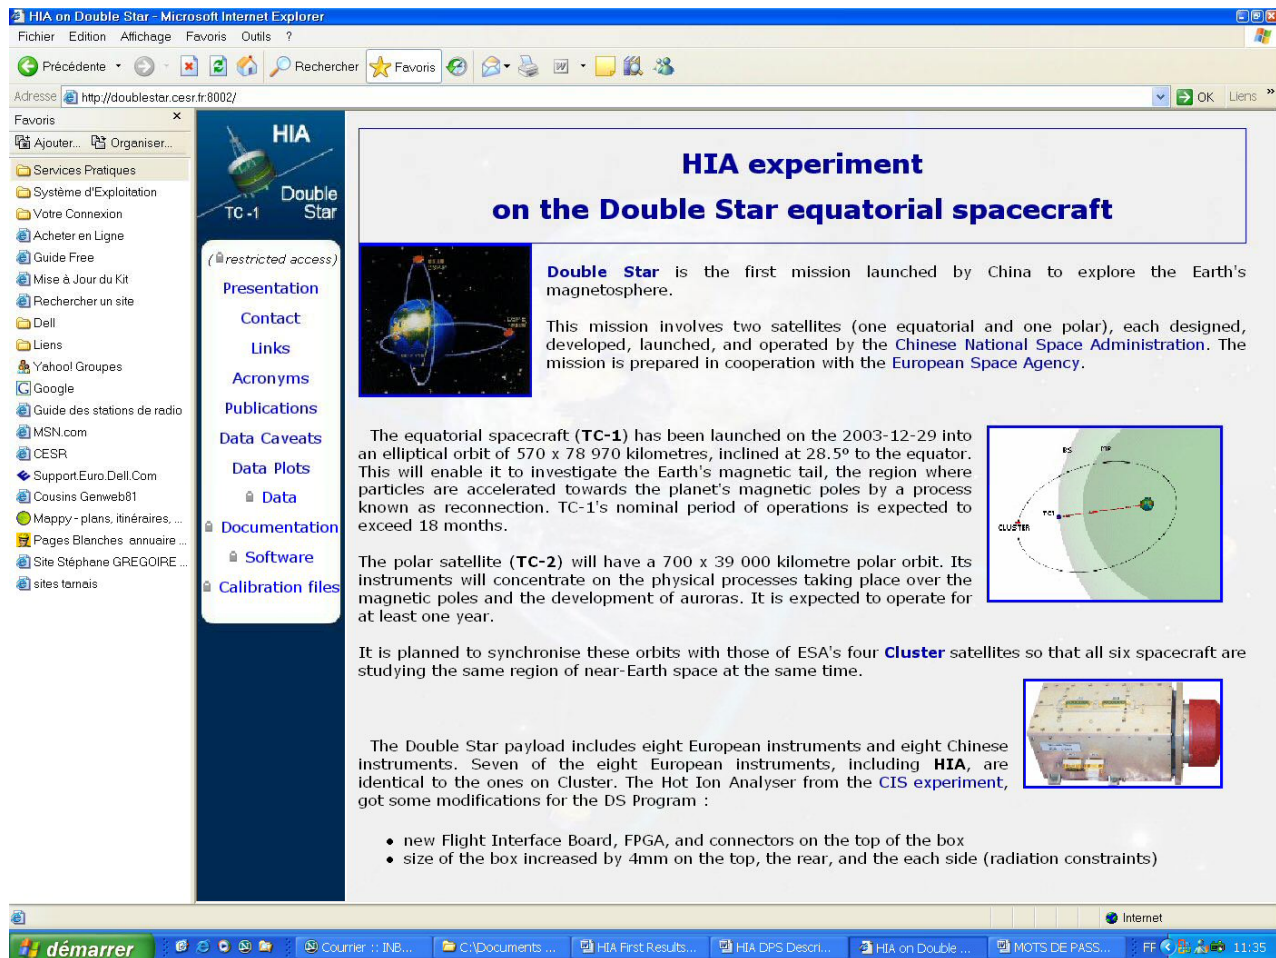 HIA on Double Star - Microsoft Internet Explorer
Fichier Edition Affichage Favoris Outils ?
Précédente Rechercher Favoris
Adresse http://doublestar.cesr.fr:8002/ OK Liens »
Favoris x
Ajouter... Organiser...
Services Pratiques
Système d'Exploitation
Votre Connexion
Acheter en Ligne
Guide Free
Mise à Jour du Kit
Rechercher un site
Dell
Liens
Yahoo! Groupes
Google
Guide des stations de radio
MSN.com
CESR
Support.Euro.Dell.Com
Cousins Genweb81
Mappy - plans, itinéraires, ...
Pages Blanches annuaire ...
Site Stéphane GREGOIRE ...
sites tarnais
HIA
Double
TC-1 Star
( restricted access)
Presentation
Contact
Links
Acronyms
Publications
Data Caveats
Data Plots
Data
Documentation
Software
Calibration files
HIA experiment
on the Double Star equatorial spacecraft
Double Star is the first mission launched by China to explore the Earth's
magnetosphere.
This mission involves two satellites (one equatorial and one polar), each designed,
developed, launched, and operated by the Chinese National Space Administration. The
mission is prepared in cooperation with the European Space Agency.
The equatorial spacecraft (TC-1) has been launched on the 2003-12-29 into
an elliptical orbit of 570 x 78 970 kilometres, inclined at 28.5º to the equator.
This will enable it to investigate the Earth's magnetic tail, the region where
particles are accelerated towards the planet's magnetic poles by a process
known as reconnection. TC-1's nominal period of operations is expected to
exceed 18 months.
BS MP
TC1
CLUSTER
The polar satellite (TC-2) will have a 700 x 39 000 kilometre polar orbit. Its
instruments will concentrate on the physical processes taking place over the
magnetic poles and the development of auroras. It is expected to operate for
at least one year.
It is planned to synchronise these orbits with those of ESA's four Cluster satellites so that all six spacecraft are
studying the same region of near-Earth space at the same time.
The Double Star payload includes eight European instruments and eight Chinese
instruments. Seven of the eight European instruments, including HIA, are
identical to the ones on Cluster. The Hot Ion Analyser from the CIS experiment,
got some modifications for the DS Program :
• new Flight Interface Board, FPGA, and connectors on the top of the box
• size of the box increased by 4mm on the top, the rear, and the each side (radiation constraints)
Internet
démarrer Courrier :: INB... C:\Documents ... HIA First Results... HIA DPS Descri... HIA on Double ... MOTS DE PASS... FF 11:35